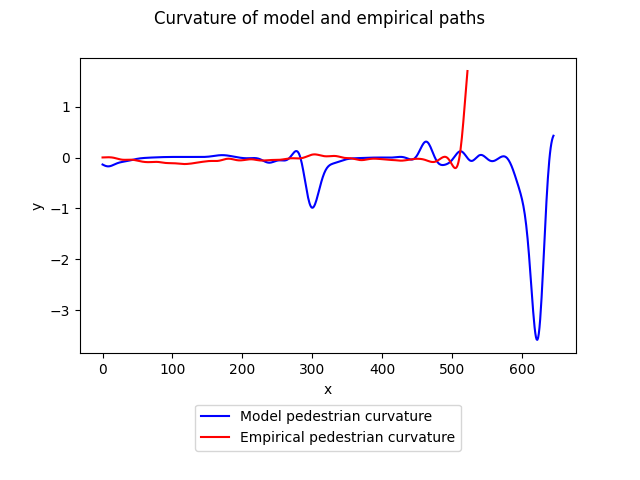 Curvature of model and empirical paths
1
0
−1
−2
−3
y
0 100 200 300 400 500 600
x
Model pedestrian curvature
Empirical pedestrian curvature